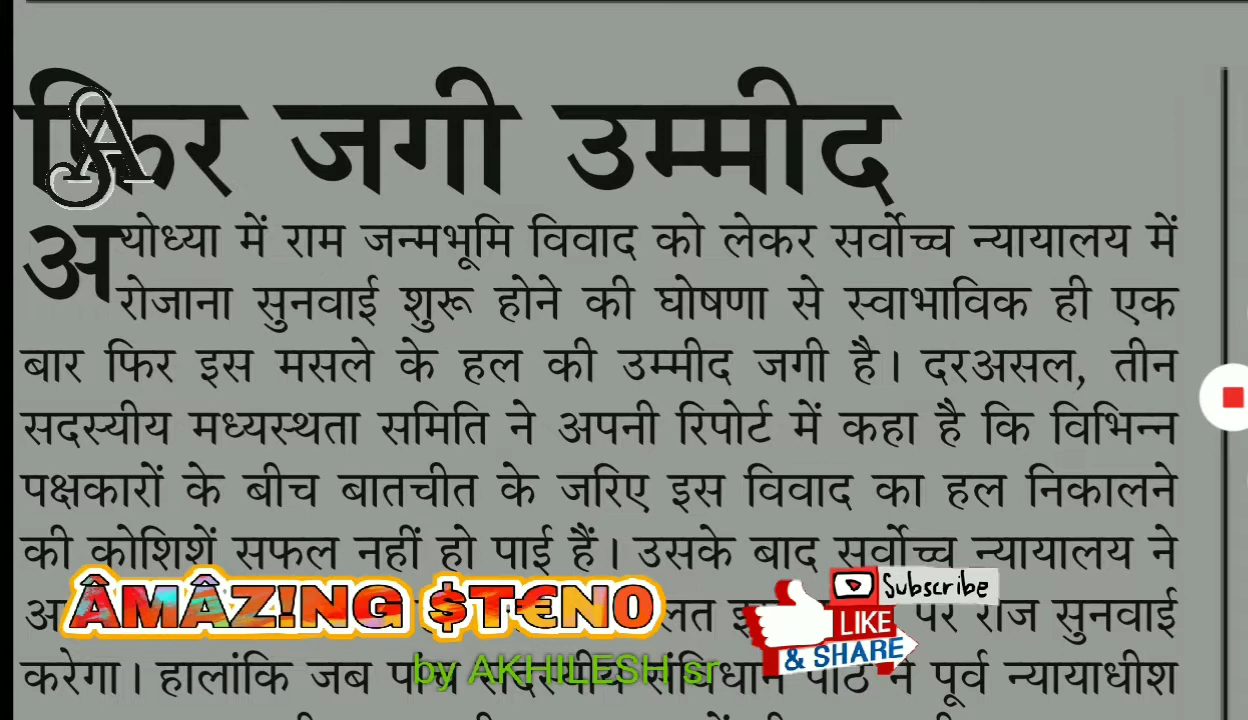 फिर जगी उम्मीद
अयोध्या में राम जन्मभूमि विवाद को लेकर सर्वोच्च न्यायालय में
रोजाना सुनवाई शुरू होने की घोषणा से स्वाभाविक ही एक
बार फिर इस मसले के हल की उम्मीद जगी है। दरअसल, तीन
सदस्यीय मध्यस्थता समिति ने अपनी रिपोर्ट में कहा है कि विभिन्न
पक्षकारों के बीच बातचीत के जरिए इस विवाद का हल निकालने
की कोशिशें सफल नहीं हो पाई हैं। उसके बाद सर्वोच्च न्यायालय ने
पर रोज सुनवाई
ÂMÂZ!NG $T€NO
Subscribe
LIKE
& SHARE
करेगा। हालांकि जब पांच सदस्यीय संविधान पीठ ने पूर्व न्यायाधीश
by AKHILESH sr